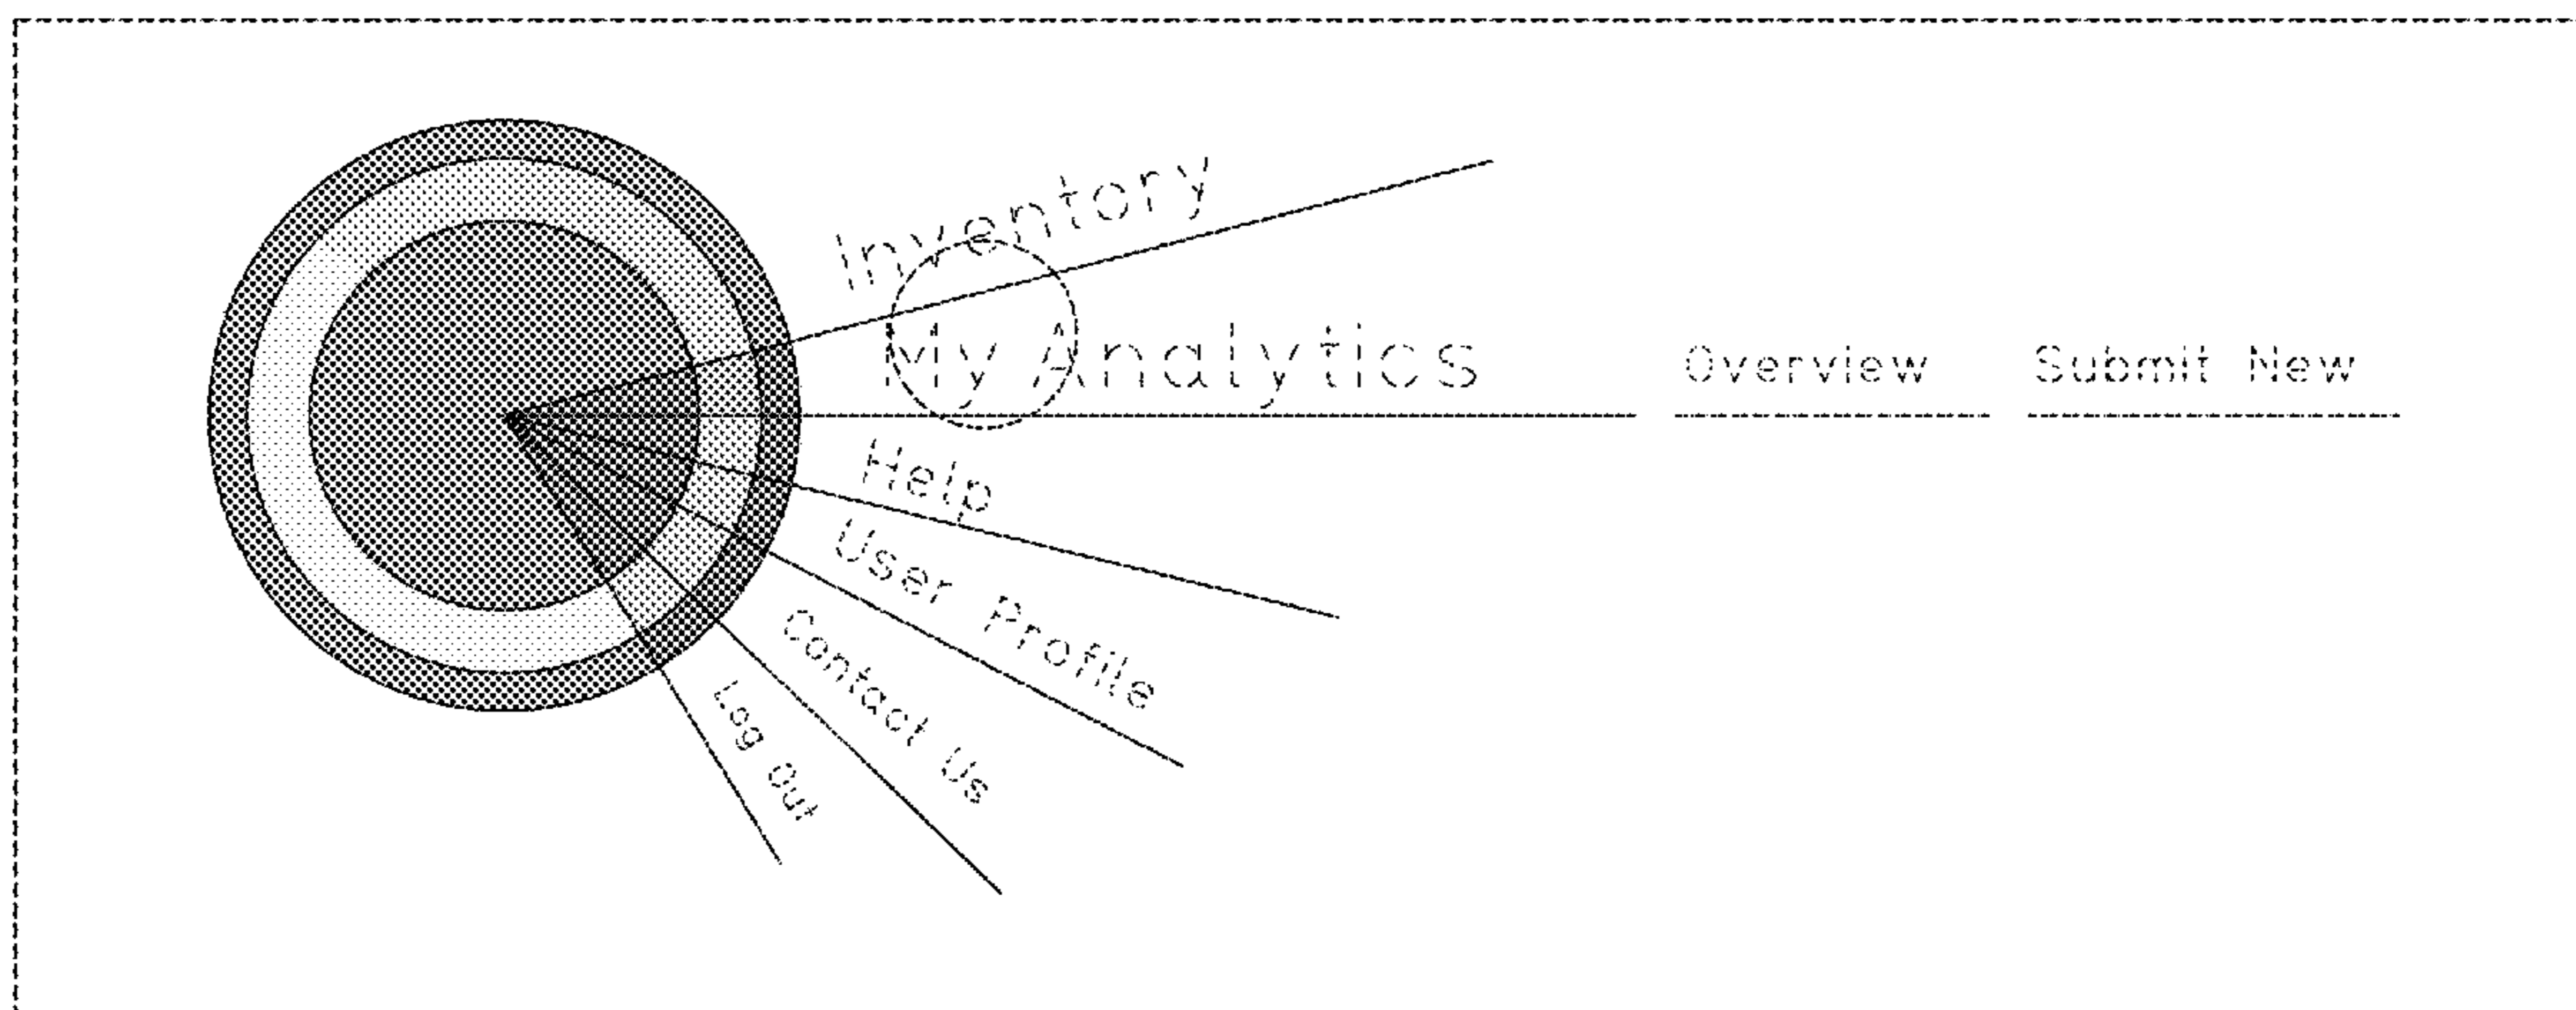 Inventory
My Analytics Overview Submit New
Help
User Profile
Contact Us
Log Out